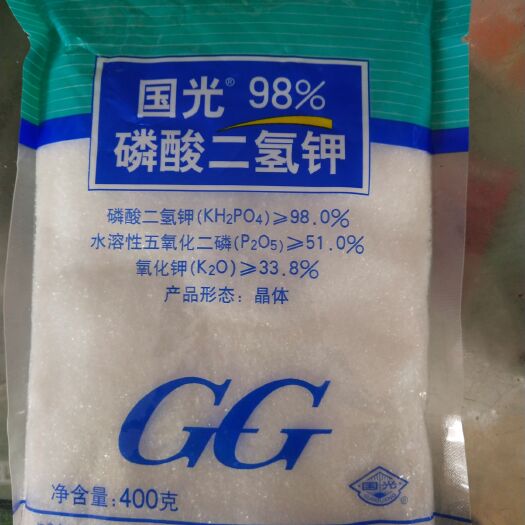 国光® 98%
磷酸二氢钾
磷酸二氢钾(KH₂PO₄)≥98.0%
水溶性五氧化二磷(P₂O₅)≥51.0%
氧化钾(K₂O)≥33.8%
产品形态：晶体
GG
国光®
净含量:400克